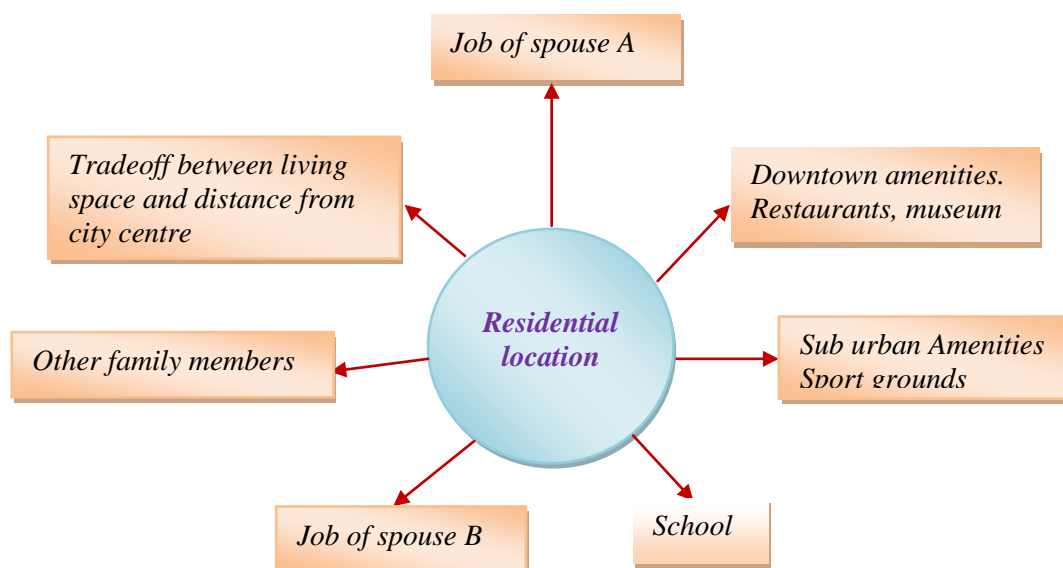 Job of spouse A
Tradeoff between living
space and distance from
city centre
Downtown amenities.
Restaurants, museum
Residential
location
Other family members
Sub urban Amenities
Sport grounds
Job of spouse B
School